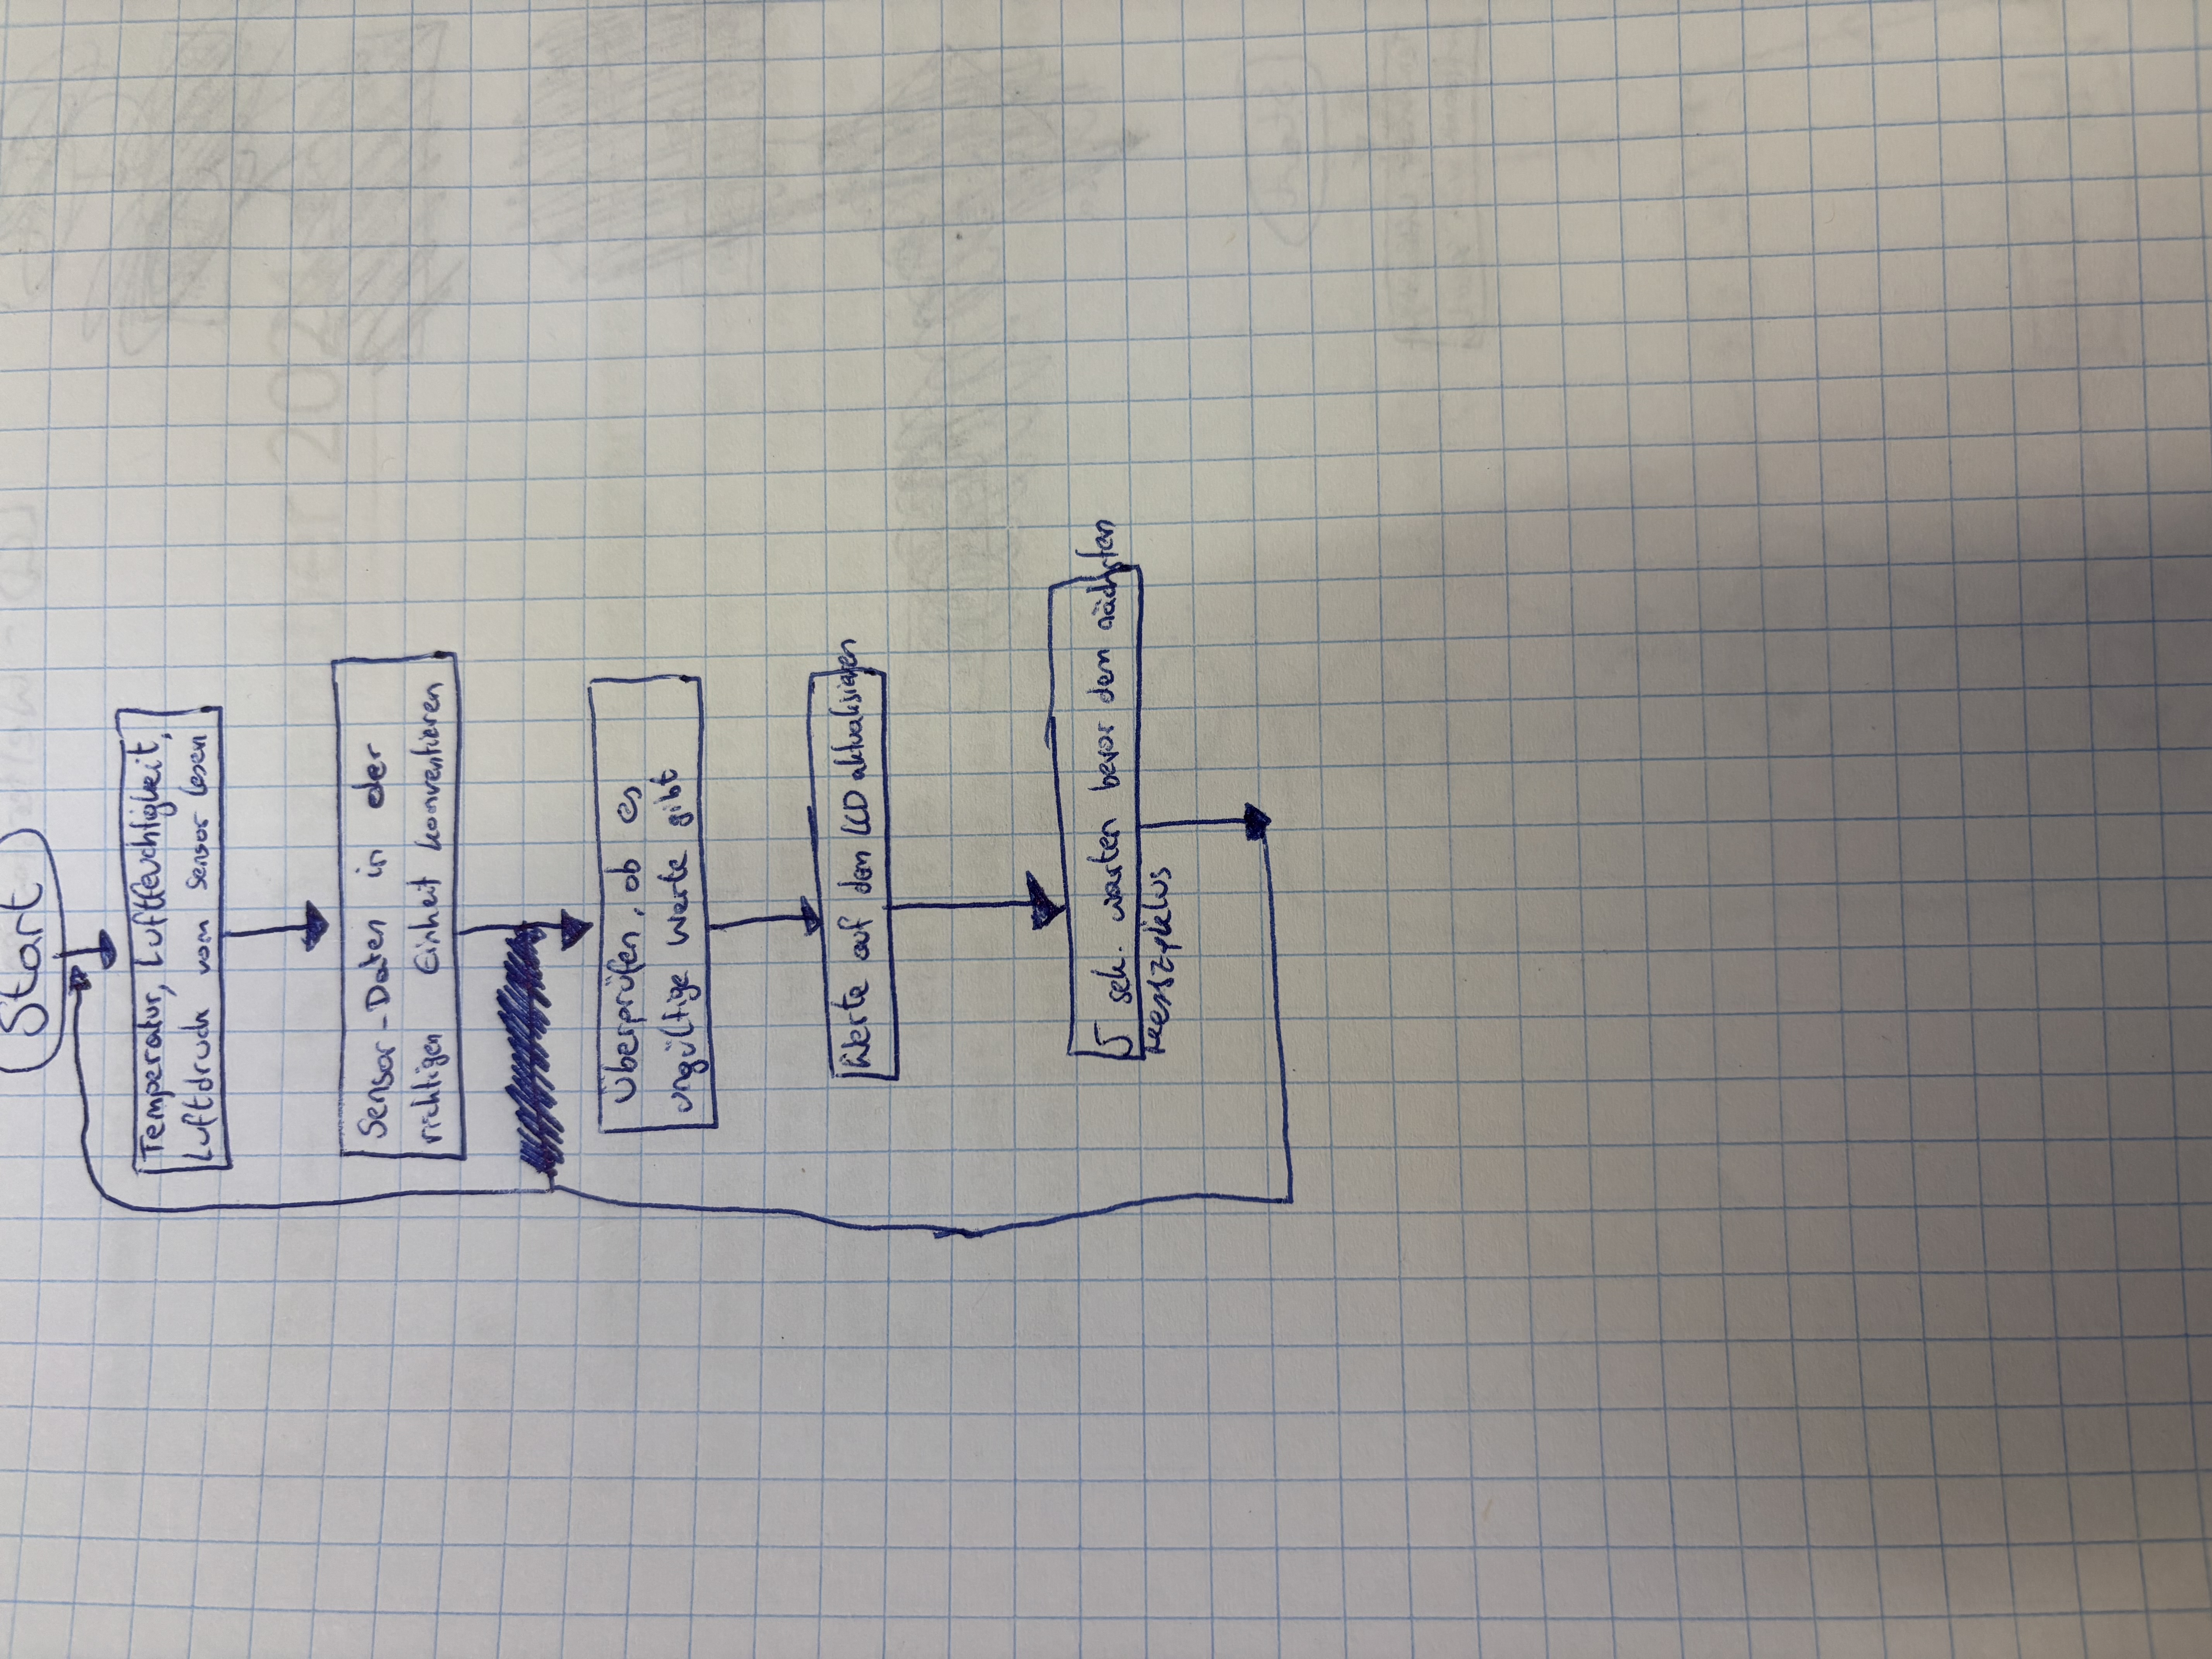 Start
Temperatur, Luftfeuchtigkeit,
Luftdruck vom Sensor lesen
Sensor-Daten in der
richtigen Einheit konventieren
Überprüfen, ob es
ungültige Werte gibt
Werte auf dem LCD aktualisieren
5 sek. warten bevor dem nächsten
Messzyklus